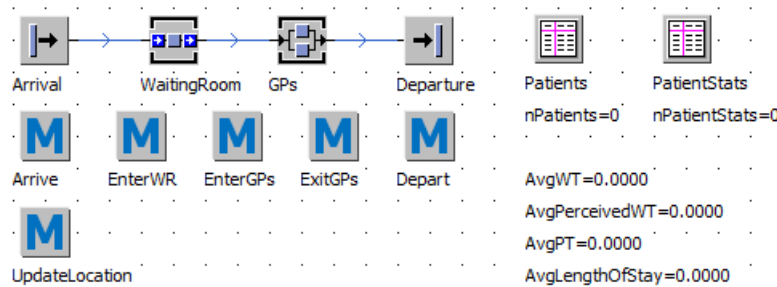 Arrival WaitingRoom GPs Departure Patients PatientStats
nPatients=0 nPatientStats=0
M M M M M
Arrive EnterWR EnterGPs ExitGPs Depart AvgWT=0.0000
AvgPerceivedWT=0.0000
M
AvgPT=0.0000
UpdateLocation AvgLengthOfStay=0.0000